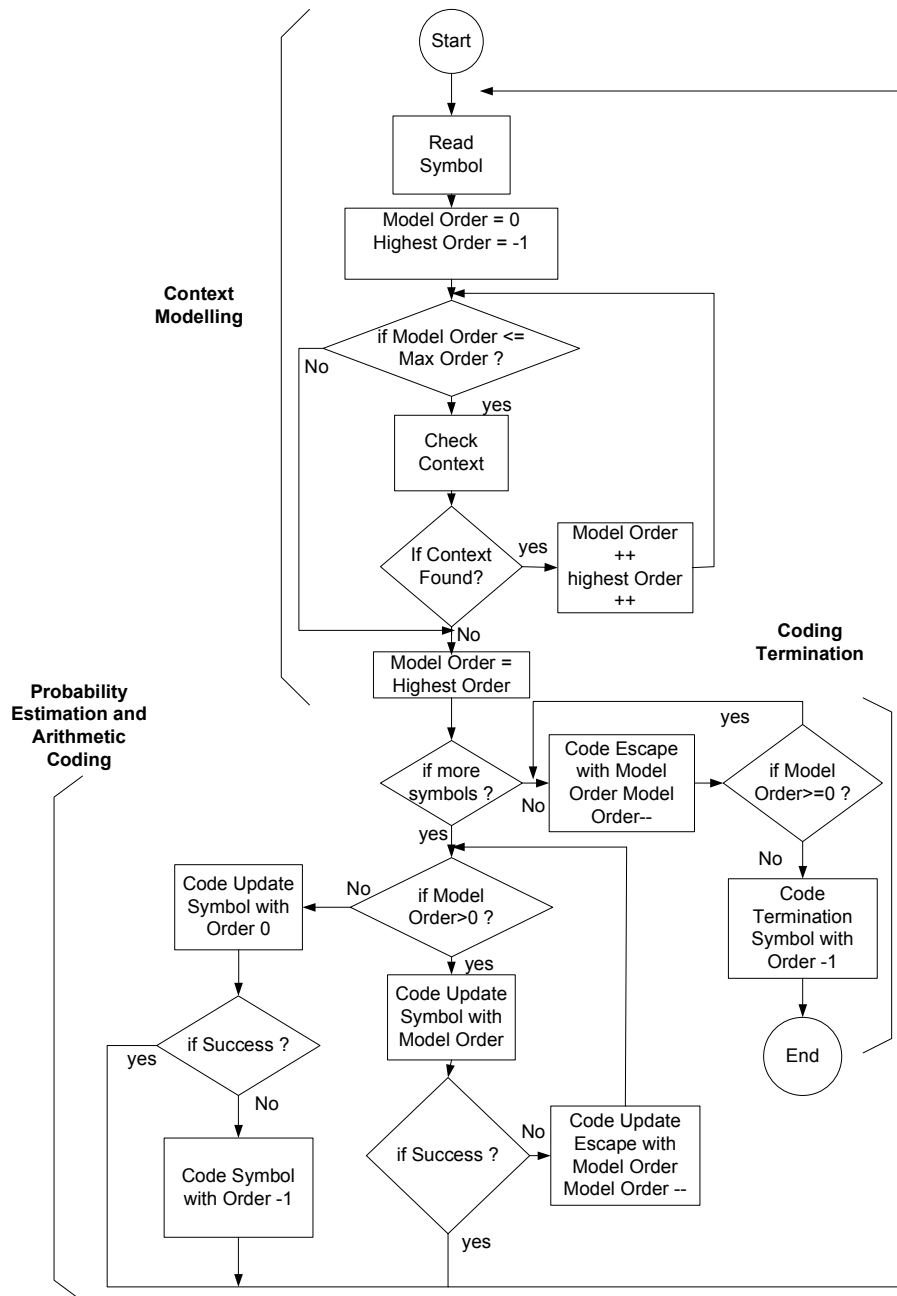 Start
Read
Symbol
Model Order = 0
Highest Order = -1
Context
Modelling
if Model Order <=
Max Order ?
No
yes
Check
Context
If Context
Found?
yes
Model Order
++
highest Order
++
No
Model Order =
Highest Order
Coding
Termination
Probability
Estimation and
Arithmetic
Coding
if more
symbols ?
No
yes
Code Escape
with Model
Order Model
Order--
yes
if Model
Order>=0 ?
No
Code
Termination
Symbol with
Order -1
End
if Model
Order>0 ?
No
yes
Code Update
Symbol with
Order 0
if Success ?
yes
No
Code Symbol
with Order -1
Code Update
Symbol with
Model Order
if Success ?
No
yes
Code Update
Escape with
Model Order
Model Order --